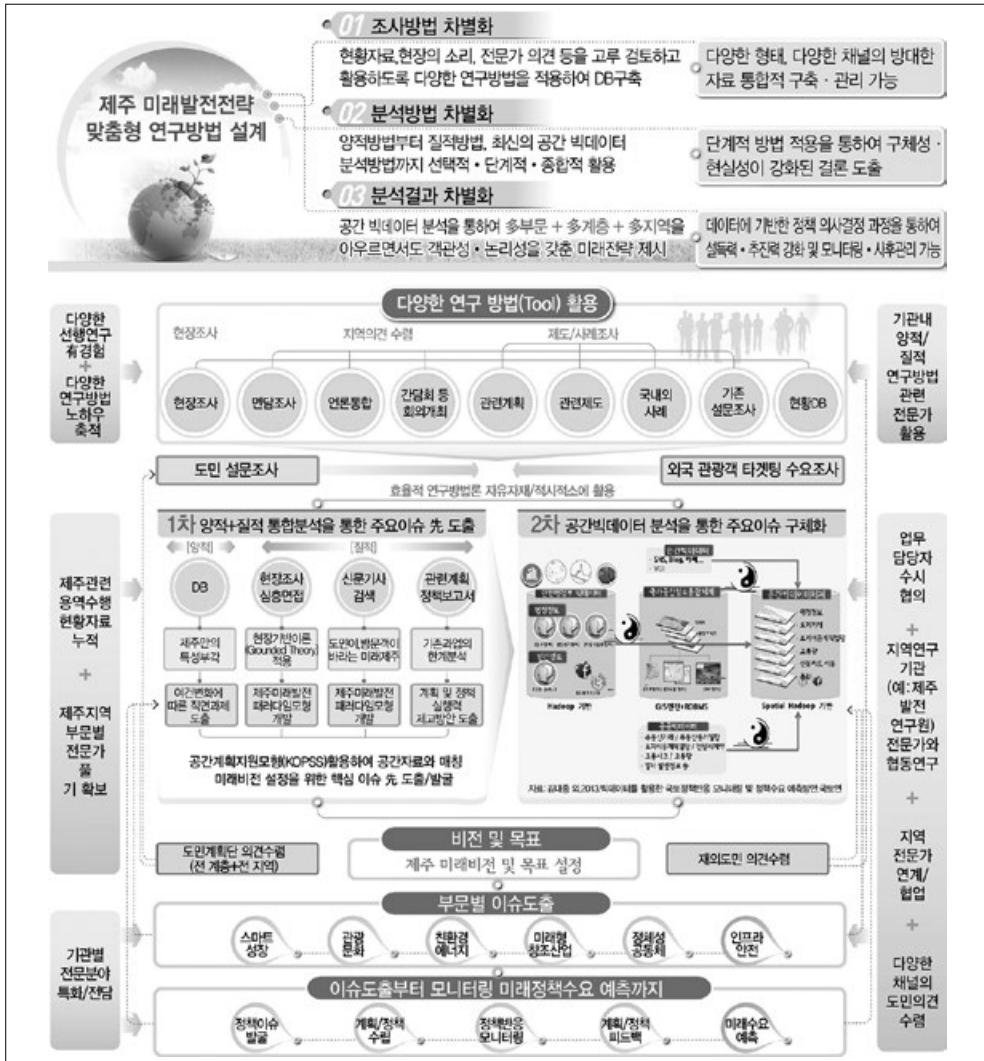 제주 미래발전전략
맞춤형 연구방법 설계
01 조사방법 차별화
현황자료,현장의 소리, 전문가 의견 등을 고루 검토하고
활용하도록 다양한 연구방법을 적용하여 DB구축
다양한 형태, 다양한 채널의 방대한
자료 통합적 구축 · 관리 가능
02 분석방법 차별화
양적방법부터 질적방법, 최신의 공간 빅데이터
분석방법까지 선택적 • 단계적 • 종합적 활용
단계적 방법 적용을 통하여 구체성 ·
현실성이 강화된 결론 도출
03 분석결과 차별화
공간 빅데이터 분석을 통하여 多부문 + 多계층 + 多지역을
아우르면서도 객관성 • 논리성을 갖춘 미래전략 제시
데이터에 기반한 정책 의사결정 과정을 통하여
설득력 • 추진력 강화 및 모니터링 • 사후관리 가능
다양한 연구 방법(Tool) 활용
다양한
선행연구
有경험
+
다양한
연구방법
노하우
축적
현장조사
지역의견 수렴
제도/사례조사
현장조사
면담조사
언론통합
간담회 등
회의개최
관련계획
관련제도
국내외
사례
기존
설문조사
현황DB
기관내
양적/
질적
연구방법
관련
전문가
활용
도민 설문조사
외국 관광객 타겟팅 수요조사
효율적 연구방법론 자유자재/적시적소에 활용
제주관련
용역수행
현황자료
누적
+
제주지역
부문별
전문가
풀
기 확보
1차 양적+질적 통합분석을 통한 주요이슈 先 도출
[양적]
[질적]
DB
현장조사
심층면접
신문기사
검색
관련계획
정책보고서
제주만의
특성부각
현장기반이론
(Grounded Theory)
적용
도민이,방문객이
바라는 미래제주
기존과업의
한계분석
여건변화에
따른 직면과제
도출
제주미래발전
패러다임모형
개발
제주미래발전
패러다임모형
개발
계획 및 정책
실행력
제고방안 도출
공간계획지원모형(KOPSS)활용하여 공간자료와 매칭
미래비전 설정을 위한 핵심 이슈 先 도출/발굴
2차 공간빅데이터 분석을 통한 주요이슈 구체화
Hadoop 기반
GIS엔진+RDBMS
Spatial Hadoop 기반
업무
담당자
수시
협의
+
지역연구
기관
(예:제주
발전
연구원)
전문가와
협동연구
+
지역
전문가
연계/
협업
+
다양한
채널의
도민의견
수렴
비전 및 목표
제주 미래비전 및 목표 설정
도민계획단 의견수렴
(전 계층+전 지역)
재외도민 의견수렴
부문별 이슈도출
스마트
성장
관광
문화
친환경
에너지
미래형
창조산업
정체성
공동체
인프라
안전
기관별
전문분야
특화/전담
이슈도출부터 모니터링 미래정책수요 예측까지
정책이슈
발굴
계획/정책
수립
정책반응
모니터링
계획/정책
피드백
미래수요
예측